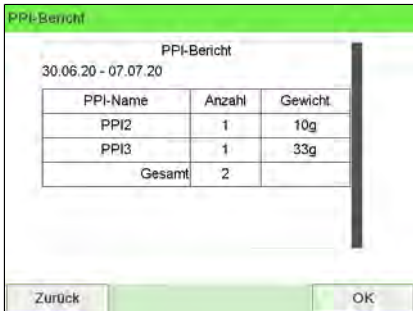 PPI-Bericht
PPI-Bericht
30.06.20 - 07.07.20
PPI-Name Anzahl Gewicht
PPI2 1 10g
PPI3 1 33g
Gesamt 2
Zurück OK